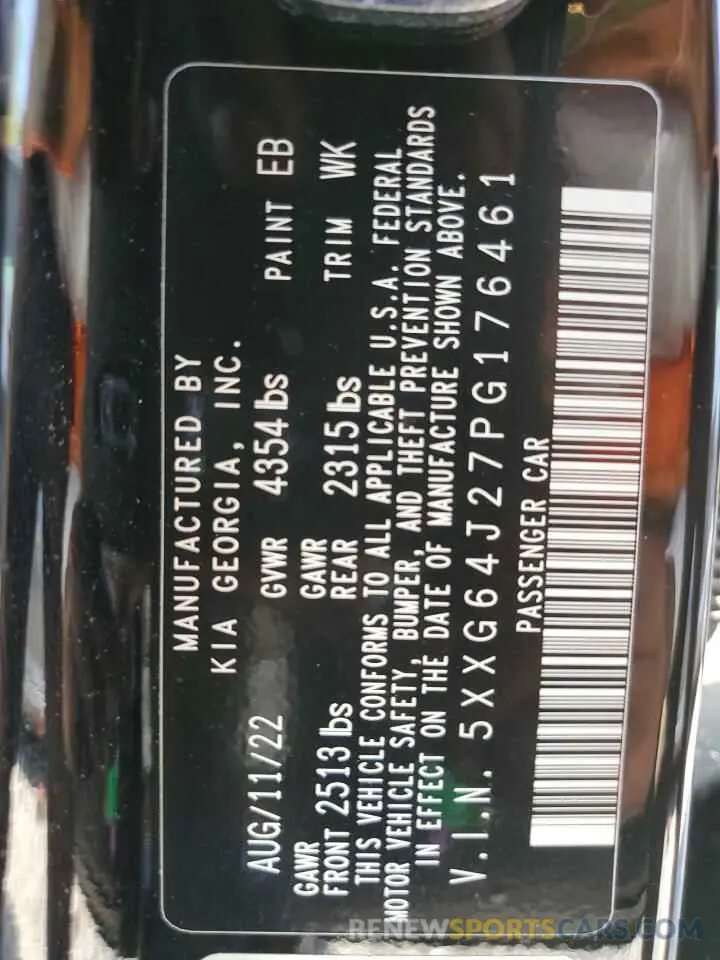 MANUFACTURED BY
KIA GEORGIA, INC.
AUG/11/22 GVWR 4354 lbs PAINT EB
GAWR GAWR
FRONT 2513 lbs REAR 2315 lbs TRIM WK
THIS VEHICLE CONFORMS TO ALL APPLICABLE U.S.A. FEDERAL
MOTOR VEHICLE SAFETY, BUMPER, AND THEFT PREVENTION STANDARDS
IN EFFECT ON THE DATE OF MANUFACTURE SHOWN ABOVE.
V.I.N. 5XXG64J27PG176461
PASSENGER CAR
RENEWSPORTSCARS.COM